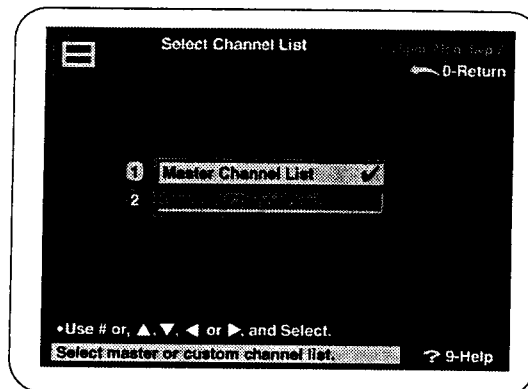 Select Channel List
0-Return
1 Master Channel List ✓
2
•Use # or, ▲,▼, ◀ or ▶, and Select.
Select master or custom channel list.
? 9-Help